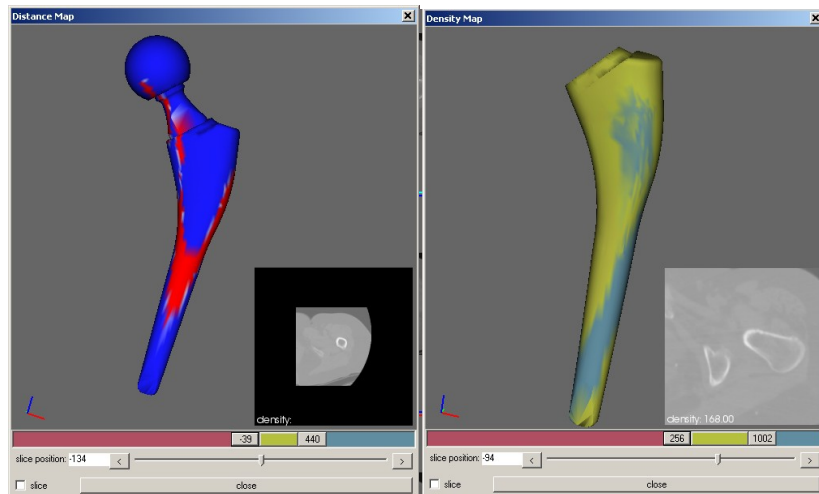 Distance Map
density:
-39 440
slice position: -134 < >
slice close
Density Map
density: 168.00
256 1002
slice position: -94 < >
slice close